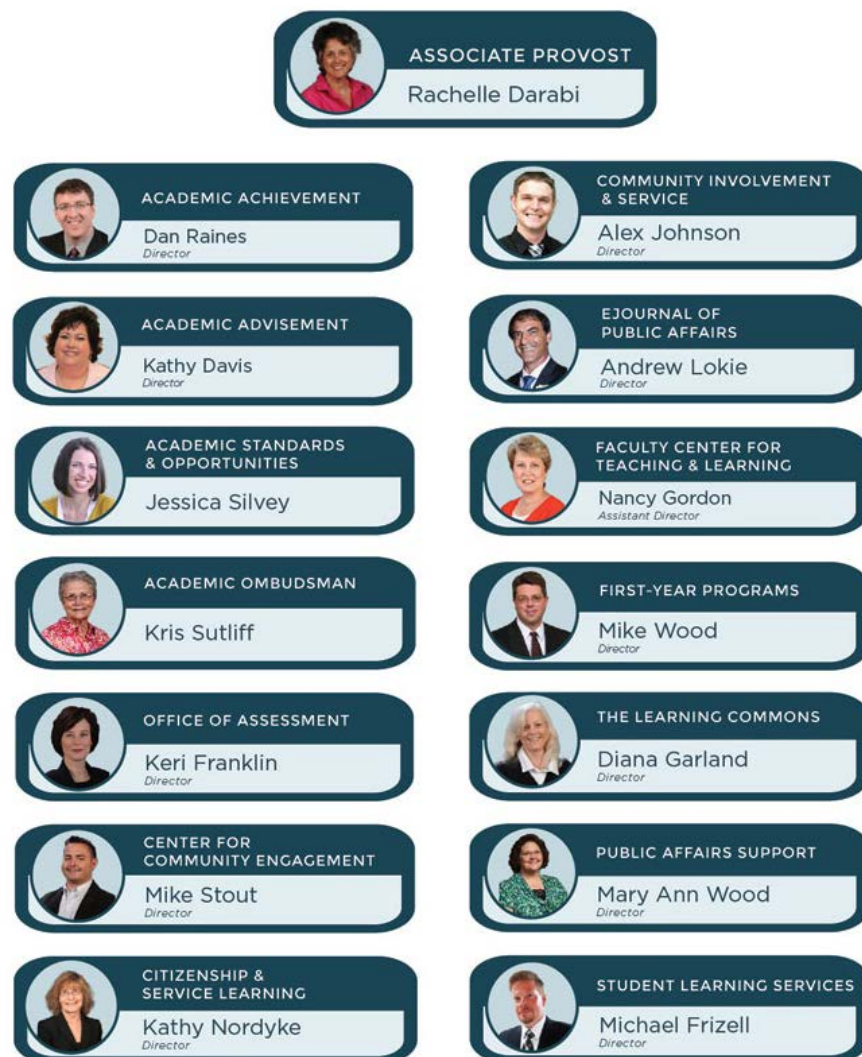 ASSOCIATE PROVOST
Rachelle Darabi
ACADEMIC ACHIEVEMENT
Dan Raines
Director
ACADEMIC ADVISEMENT
Kathy Davis
Director
ACADEMIC STANDARDS
& OPPORTUNITIES
Jessica Silvey
ACADEMIC OMBUDSMAN
Kris Sutliff
OFFICE OF ASSESSMENT
Keri Franklin
Director
CENTER FOR
COMMUNITY ENGAGEMENT
Mike Stout
Director
CITIZENSHIP &
SERVICE LEARNING
Kathy Nordyke
Director
COMMUNITY INVOLVEMENT
& SERVICE
Alex Johnson
Director
EJOURNAL OF
PUBLIC AFFAIRS
Andrew Lokie
Director
FACULTY CENTER FOR
TEACHING & LEARNING
Nancy Gordon
Assistant Director
FIRST-YEAR PROGRAMS
Mike Wood
Director
THE LEARNING COMMONS
Diana Garland
Director
PUBLIC AFFAIRS SUPPORT
Mary Ann Wood
Director
STUDENT LEARNING SERVICES
Michael Frizell
Director